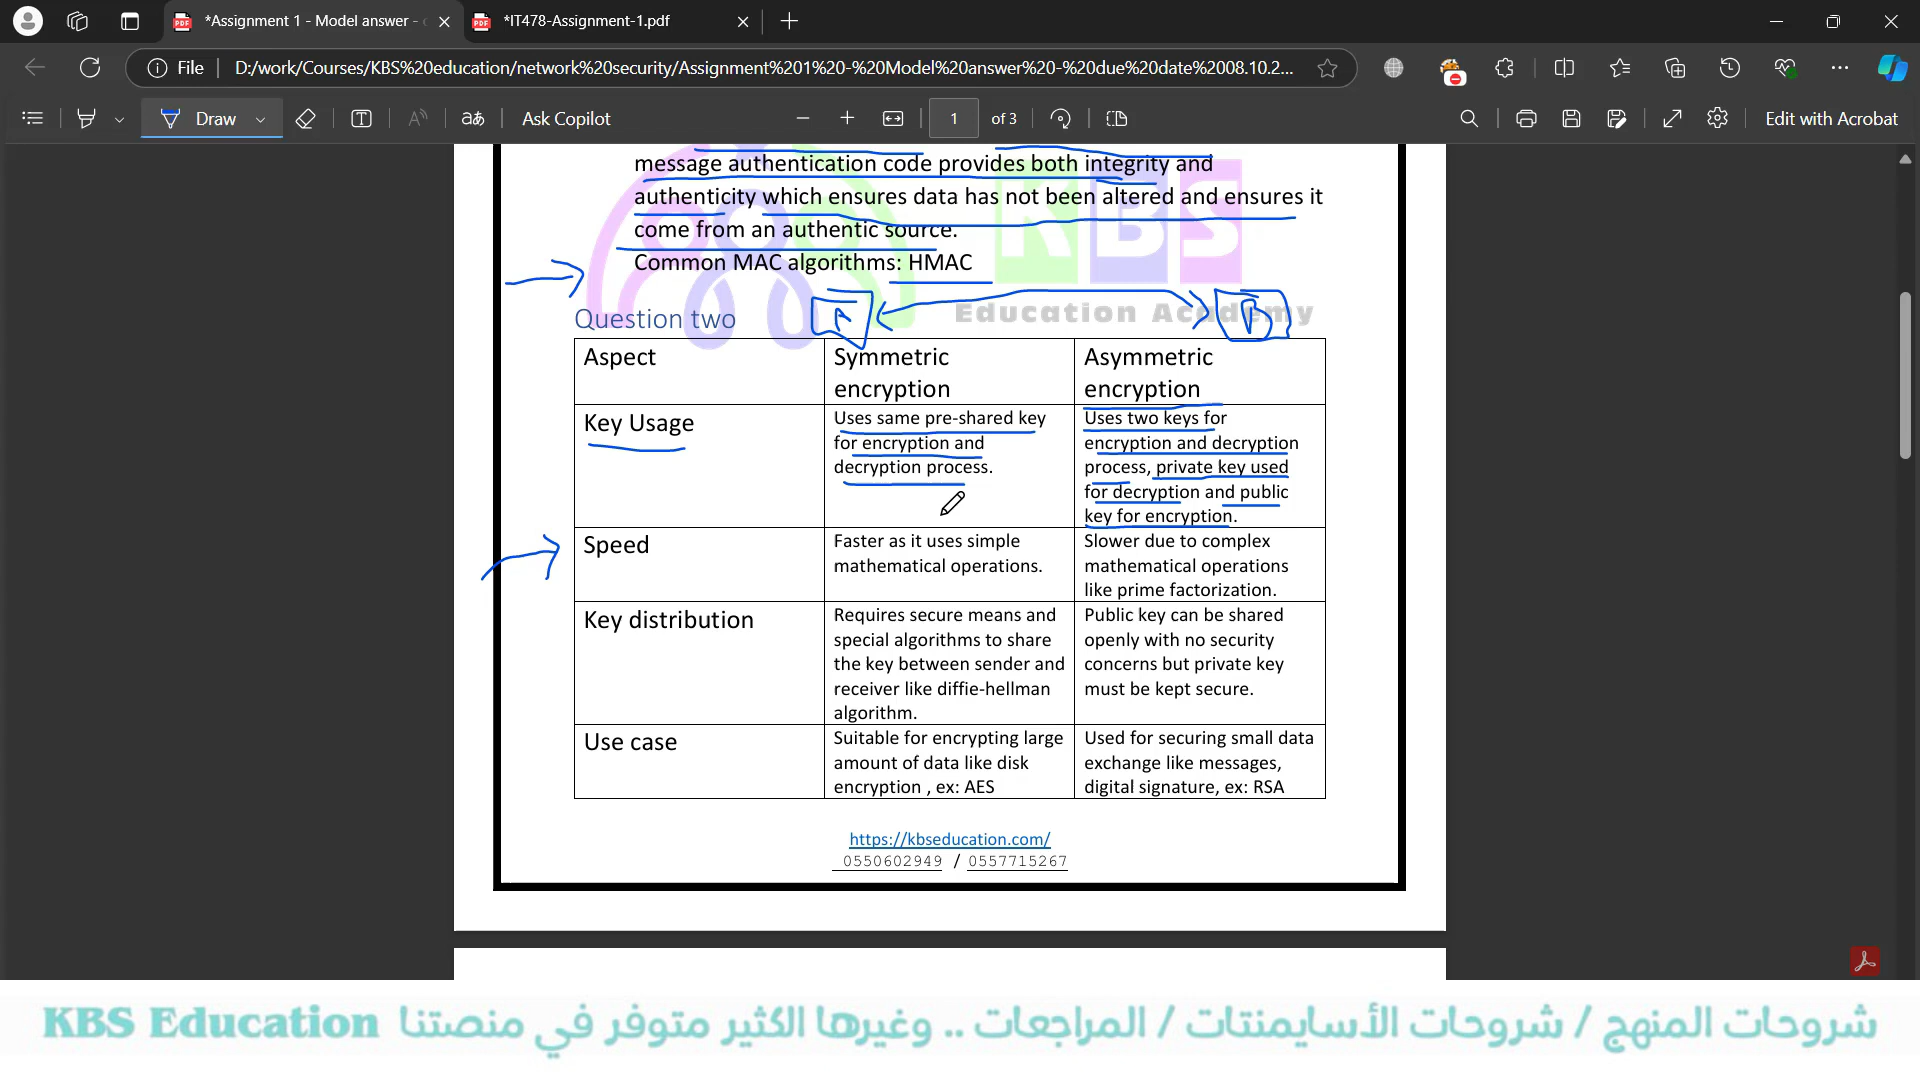 *Assignment 1 - Model answer -
*IT478-Assignment-1.pdf
File
D:/work/Courses/KBS%20education/network%20security/Assignment%201%20-%20Model%20answer%20-%20due%20date%2008.10.2...
Draw
Ask Copilot
1 of 3
Edit with Acrobat
message authentication code provides both integrity and
authenticity which ensures data has not been altered and ensures it
come from an authentic source.
Common MAC algorithms: HMAC
KBS
Education Academy
A
B
Question two
Aspect
Symmetric
encryption
Asymmetric
encryption
Key Usage
Uses same pre-shared key
for encryption and
decryption process.
Uses two keys for
encryption and decryption
process, private key used
for decryption and public
key for encryption.
Speed
Faster as it uses simple
mathematical operations.
Slower due to complex
mathematical operations
like prime factorization.
Key distribution
Requires secure means and
special algorithms to share
the key between sender and
receiver like diffie-hellman
algorithm.
Public key can be shared
openly with no security
concerns but private key
must be kept secure.
Use case
Suitable for encrypting large
amount of data like disk
encryption , ex: AES
Used for securing small data
exchange like messages,
digital signature, ex: RSA
https://kbseducation.com/
0550602949 / 0557715267
شروحات المنهج / شروحات الأسايمنتات / المراجعات .. وغيرها الكثير متوفر في منصتنا KBS Education